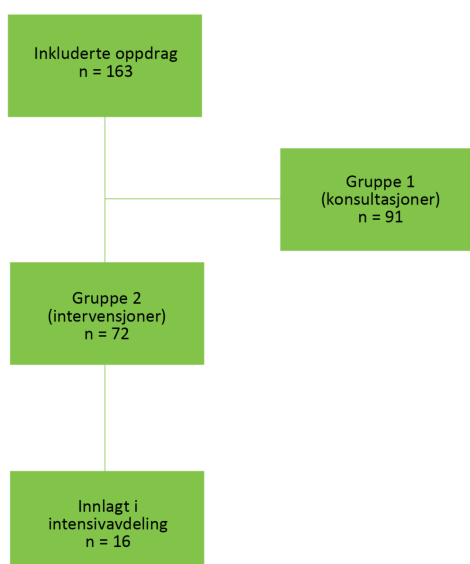 Inkluderte oppdrag
n = 163
Gruppe 1
(konsultasjoner)
n = 91
Gruppe 2
(intervensjoner)
n = 72
Innlagt i
intensivavdeling
n = 16